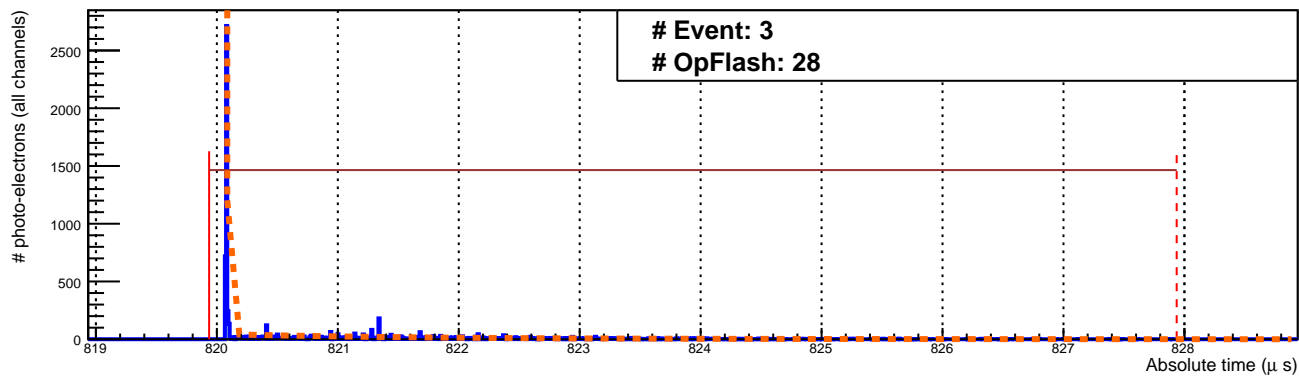 # Event: 3
# OpFlash: 28
# photo-electrons (all channels)
2500
2000
1500
1000
500
0
819 820 821 822 823 824 825 826 827 828
Absolute time (μ s)